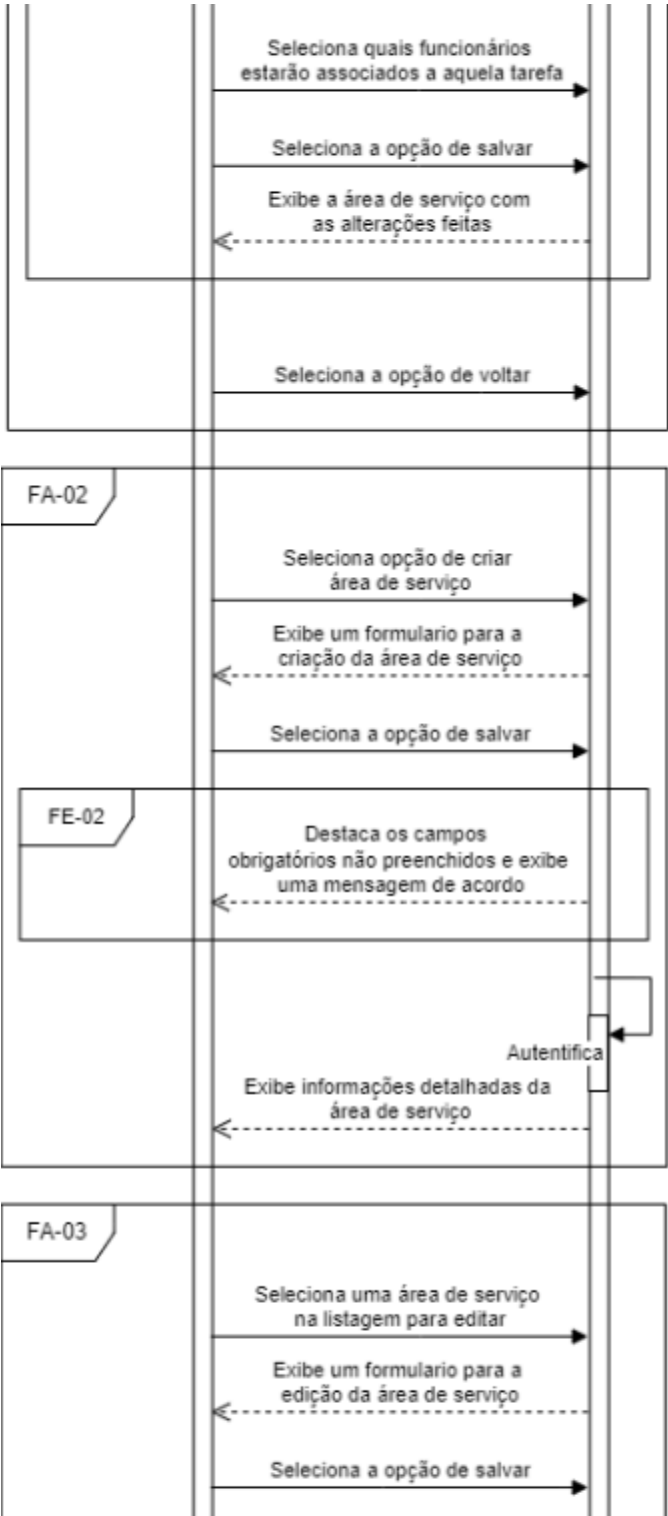 Seleciona quais funcionários
estarão associados a aquela tarefa
Seleciona a opção de salvar
Exibe a área de serviço com
as alterações feitas
Seleciona a opção de voltar
FA-02
Seleciona opção de criar
área de serviço
Exibe um formulario para a
criação da área de serviço
Seleciona a opção de salvar
FE-02
Destaca os campos
obrigatórios não preenchidos e exibe
uma mensagem de acordo
Autentifica
Exibe informações detalhadas da
área de serviço
FA-03
Seleciona uma área de serviço
na listagem para editar
Exibe um formulario para a
edição da área de serviço
Seleciona a opção de salvar